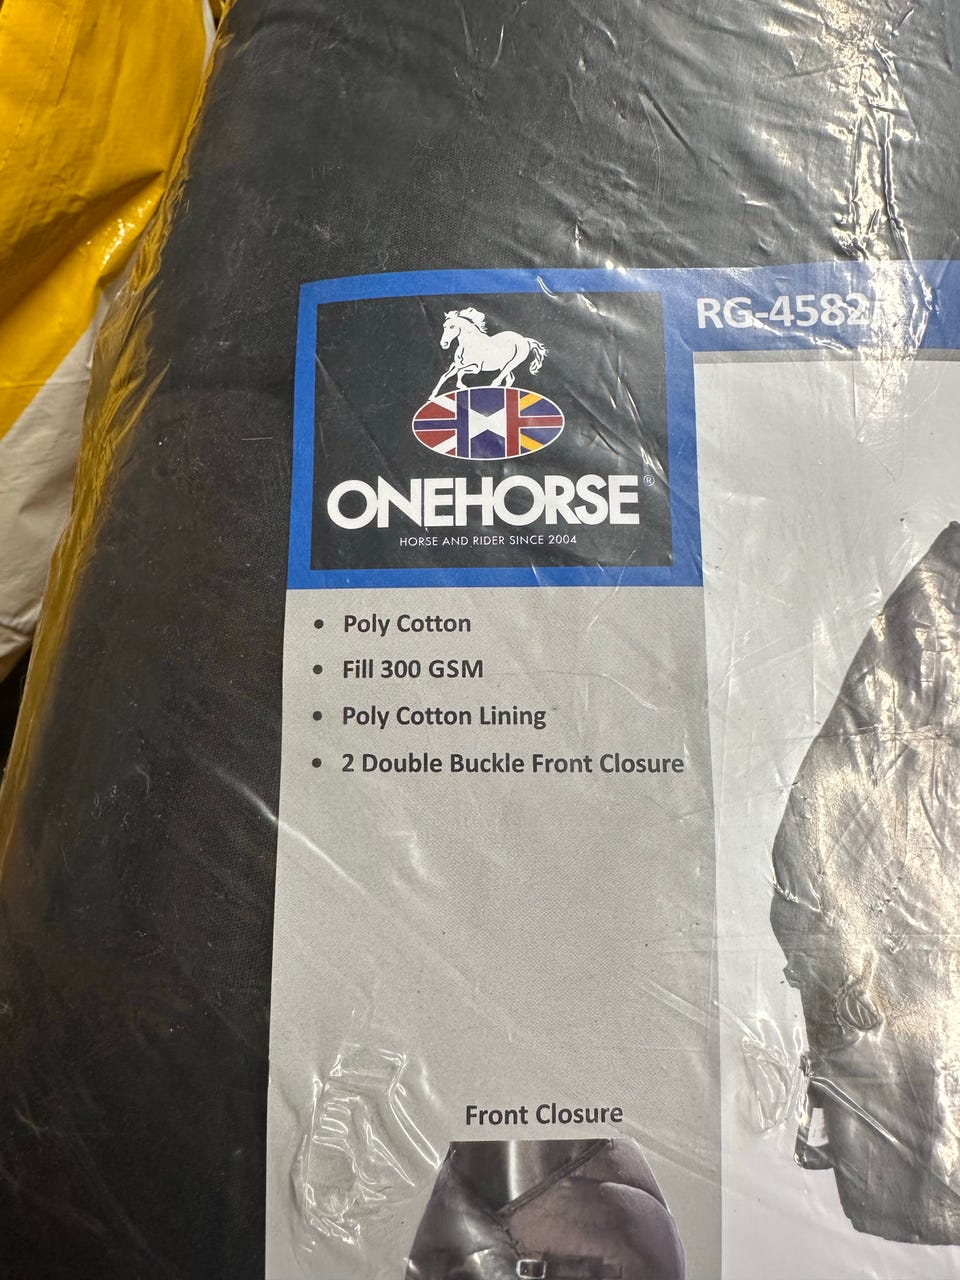 RG-4582
ONEHORSE®
HORSE AND RIDER SINCE 2004
• Poly Cotton
• Fill 300 GSM
• Poly Cotton Lining
• 2 Double Buckle Front Closure
Front Closure